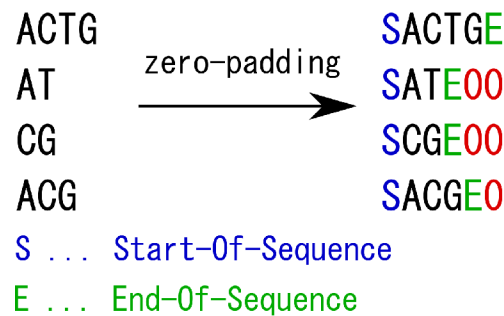 ACTG SACTGE
zero-padding
AT SATE00
CG SCGE00
ACG SACGE0
S ... Start-Of-Sequence
E ... End-Of-Sequence